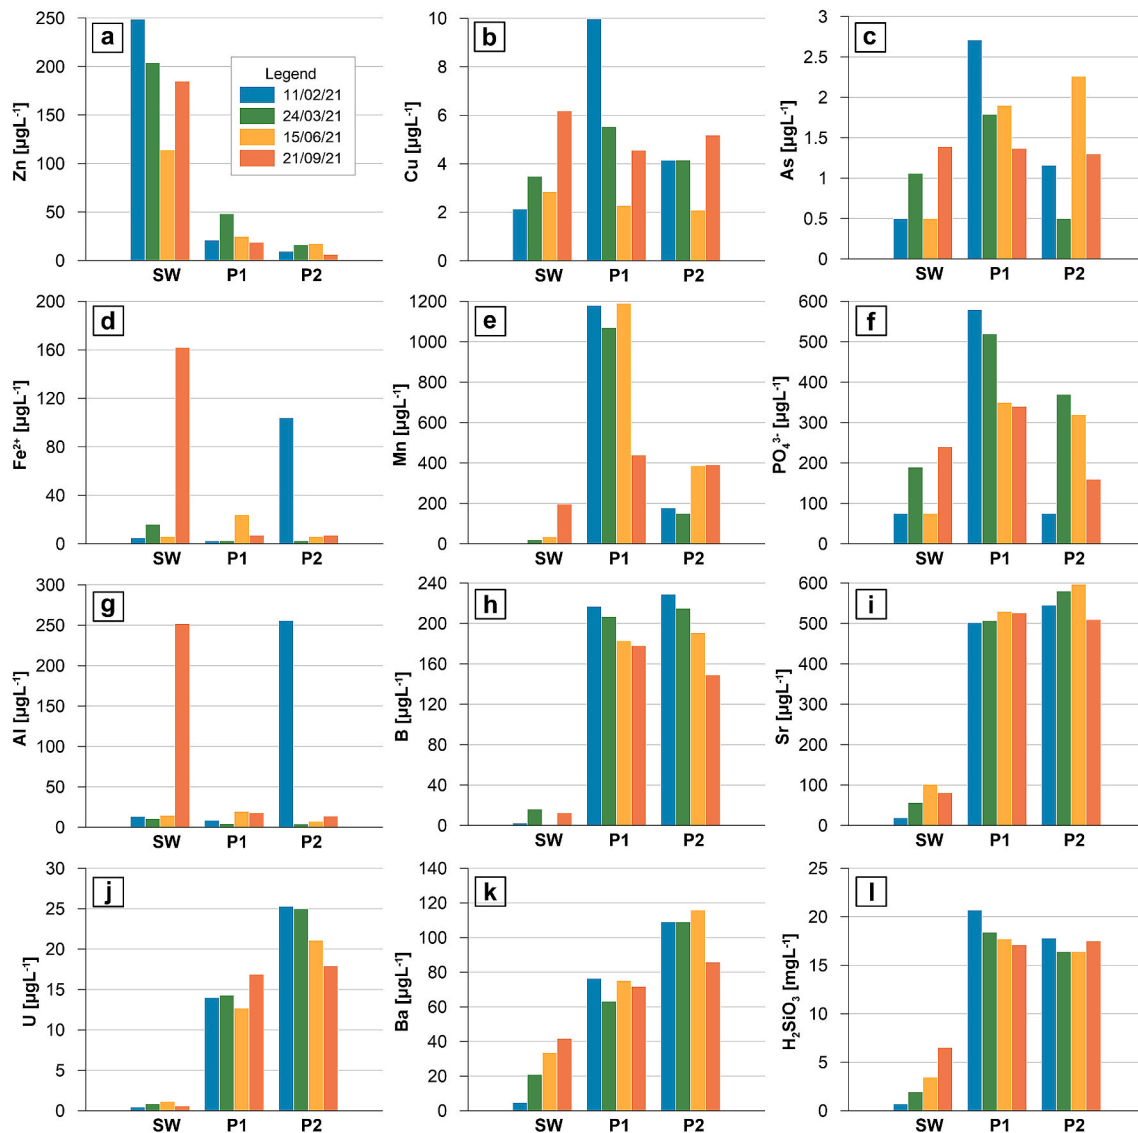 a
Zn [µgL⁻¹]
250
200
150
100
50
0
SW P1 P2
Legend
11/02/21
24/03/21
15/06/21
21/09/21
b
Cu [µgL⁻¹]
10
8
6
4
2
0
SW P1 P2
c
As [µgL⁻¹]
3
2.5
2
1.5
1
0.5
0
SW P1 P2
d
Fe²⁺ [µgL⁻¹]
200
160
120
80
40
0
SW P1 P2
e
Mn [µgL⁻¹]
1200
1000
800
600
400
200
0
SW P1 P2
f
PO₄³⁻ [µgL⁻¹]
600
500
400
300
200
100
0
SW P1 P2
g
Al [µgL⁻¹]
300
250
200
150
100
50
0
SW P1 P2
h
B [µgL⁻¹]
240
200
160
120
80
40
0
SW P1 P2
i
Sr [µgL⁻¹]
600
500
400
300
200
100
0
SW P1 P2
j
U [µgL⁻¹]
30
25
20
15
10
5
0
SW P1 P2
k
Ba [µgL⁻¹]
140
120
100
80
60
40
20
0
SW P1 P2
l
H₂SiO₃ [mgL⁻¹]
25
20
15
10
5
0
SW P1 P2